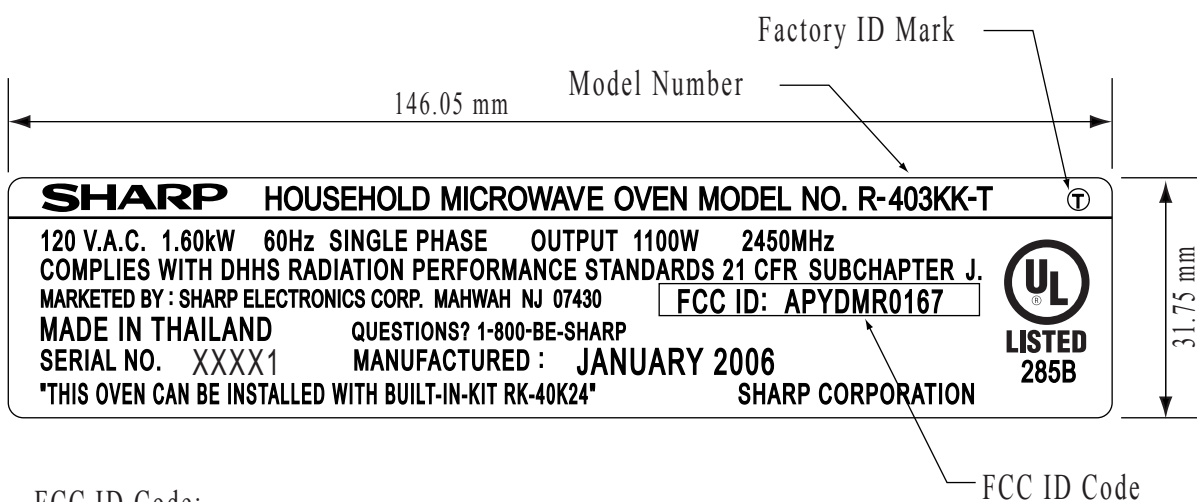 Factory ID Mark
Model Number
146.05 mm
SHARP HOUSEHOLD MICROWAVE OVEN MODEL NO. R-403KK-T T
120 V.A.C. 1.60kW 60Hz SINGLE PHASE OUTPUT 1100W 2450MHz
COMPLIES WITH DHHS RADIATION PERFORMANCE STANDARDS 21 CFR SUBCHAPTER J.
MARKETED BY : SHARP ELECTRONICS CORP. MAHWAH NJ 07430 FCC ID: APYDMR0167
MADE IN THAILAND QUESTIONS? 1-800-BE-SHARP
SERIAL NO. XXXX1 MANUFACTURED : JANUARY 2006
"THIS OVEN CAN BE INSTALLED WITH BUILT-IN-KIT RK-40K24" SHARP CORPORATION
UL ®
LISTED
285B
31.75 mm
FCC ID Code
FCC ID Code: